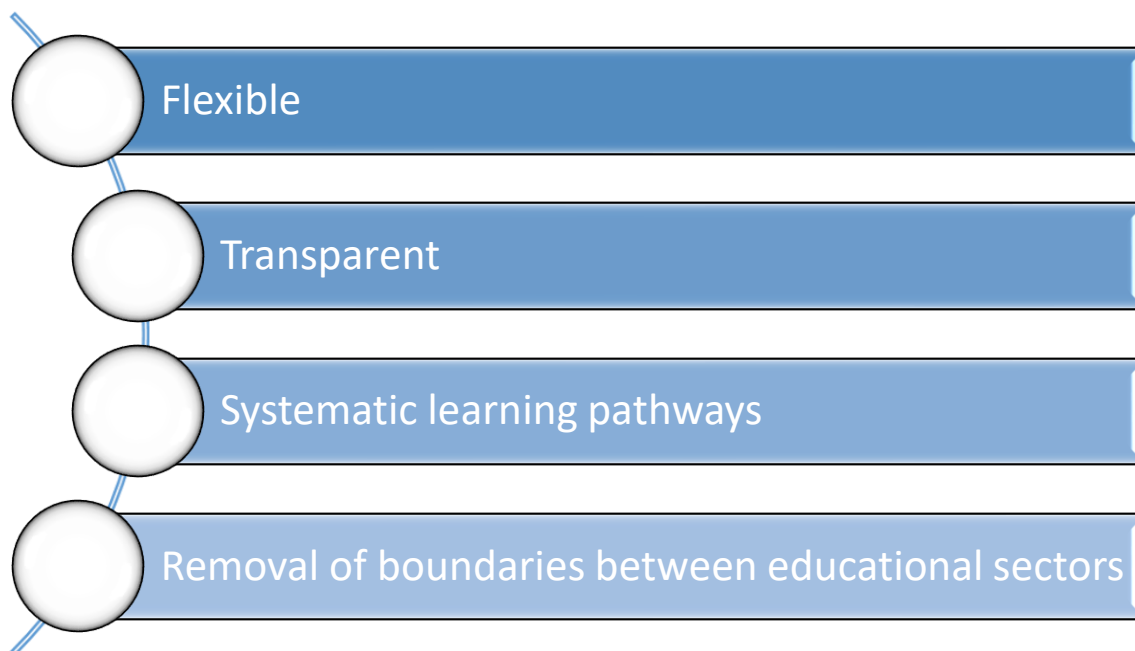 Flexible
Transparent
Systematic learning pathways
Removal of boundaries between educational sectors